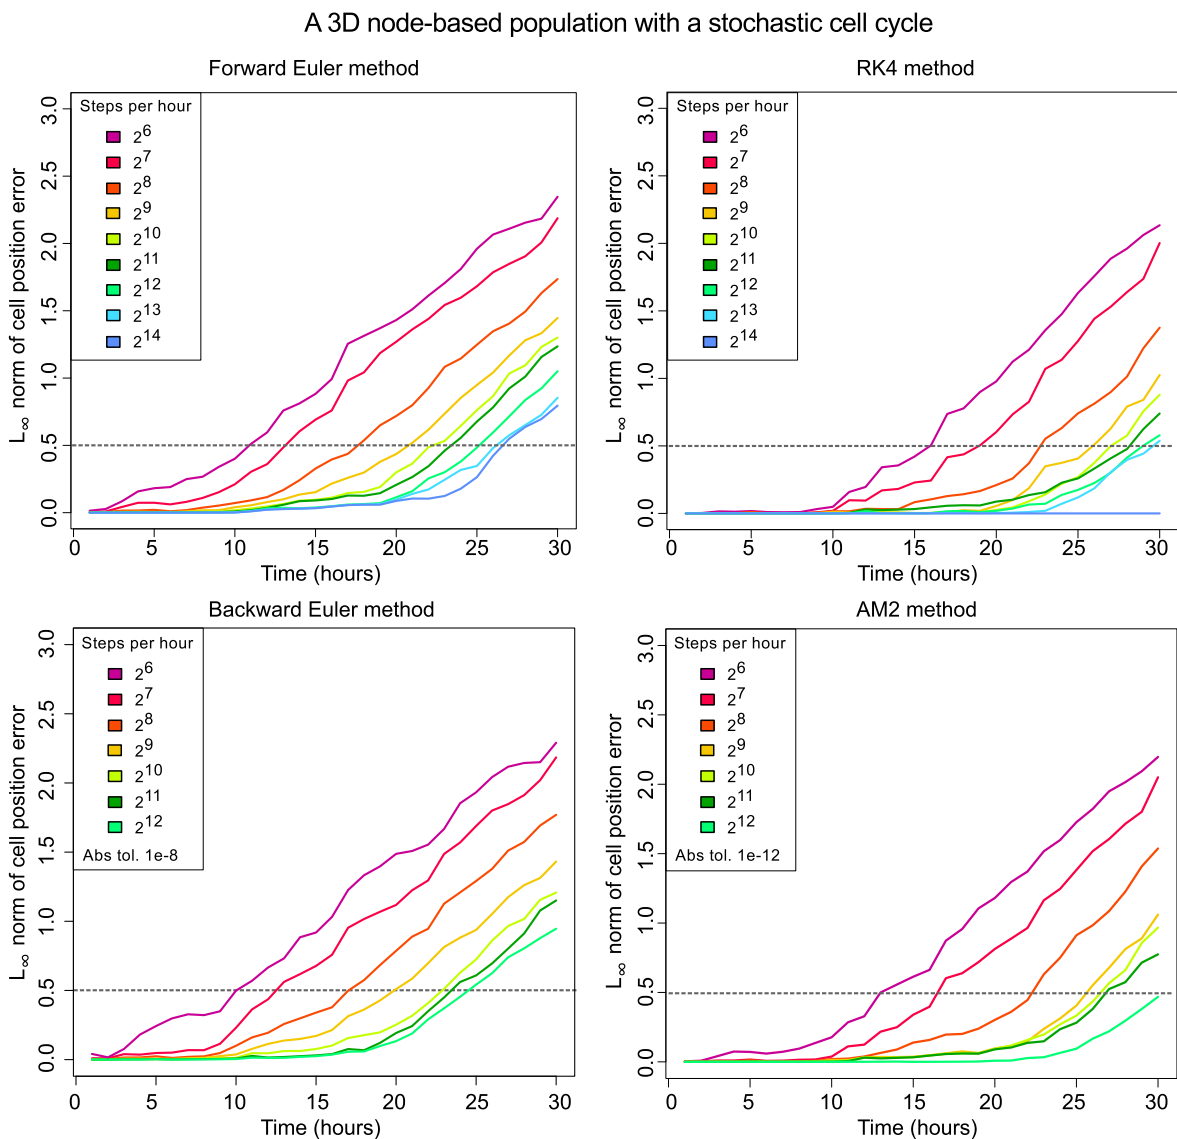 A 3D node-based population with a stochastic cell cycle
Forward Euler method
L∞ norm of cell position error
3.0
2.5
2.0
1.5
1.0
0.5
0.0
Steps per hour
2^6
2^7
2^8
2^9
2^10
2^11
2^12
2^13
2^14
0 5 10 15 20 25 30
Time (hours)
RK4 method
L∞ norm of cell position error
3.0
2.5
2.0
1.5
1.0
0.5
0.0
Steps per hour
2^6
2^7
2^8
2^9
2^10
2^11
2^12
2^13
2^14
0 5 10 15 20 25 30
Time (hours)
Backward Euler method
L∞ norm of cell position error
3.0
2.5
2.0
1.5
1.0
0.5
0.0
Steps per hour
2^6
2^7
2^8
2^9
2^10
2^11
2^12
Abs tol. 1e-8
0 5 10 15 20 25 30
Time (hours)
AM2 method
L∞ norm of cell position error
3.0
2.5
2.0
1.5
1.0
0.5
0.0
Steps per hour
2^6
2^7
2^8
2^9
2^10
2^11
2^12
Abs tol. 1e-12
0 5 10 15 20 25 30
Time (hours)